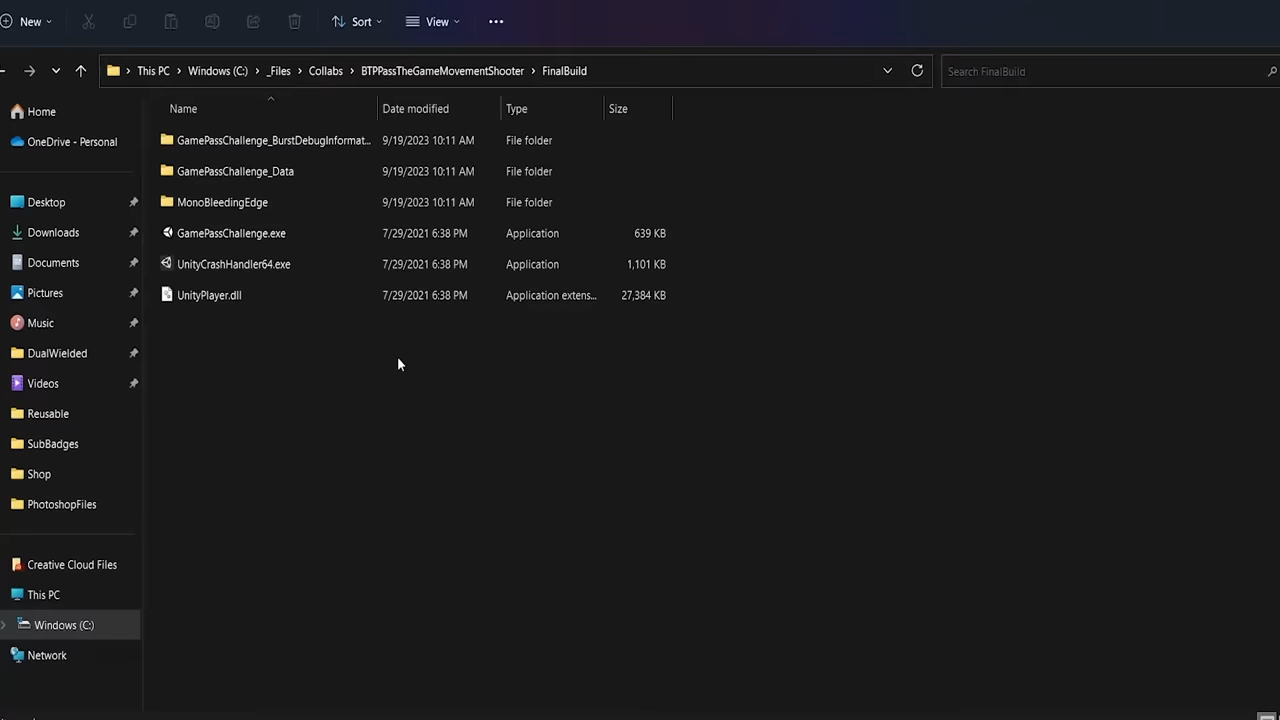 New
Sort
View
This PC
Windows (C:)
_Files
Collabs
BTPPassTheGameMovementShooter
FinalBuild
Search FinalBuild
Name
Date modified
Type
Size
GamePassChallenge_BurstDebugInformat... 9/19/2023 10:11 AM File folder
GamePassChallenge_Data 9/19/2023 10:11 AM File folder
MonoBleedingEdge 9/19/2023 10:11 AM File folder
GamePassChallenge.exe 7/29/2021 6:38 PM Application 639 KB
UnityCrashHandler64.exe 7/29/2021 6:38 PM Application 1,101 KB
UnityPlayer.dll 7/29/2021 6:38 PM Application extens... 27,384 KB
Home
OneDrive - Personal
Desktop
Downloads
Documents
Pictures
Music
DualWielded
Videos
Reusable
SubBadges
Shop
PhotoshopFiles
Creative Cloud Files
This PC
Windows (C:)
Network